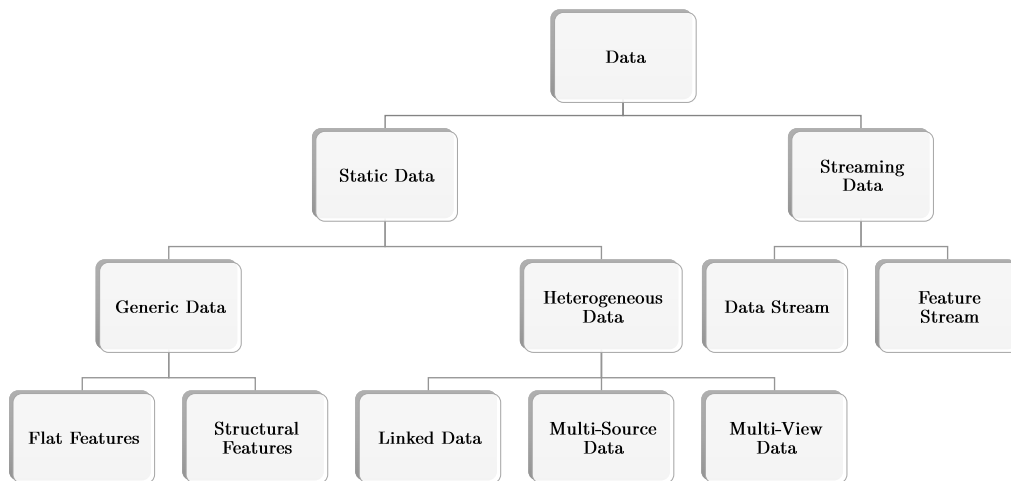 Data
Static Data
Streaming
Data
Generic Data
Heterogeneous
Data
Data Stream
Feature
Stream
Flat Features
Structural
Features
Linked Data
Multi-Source
Data
Multi-View
Data